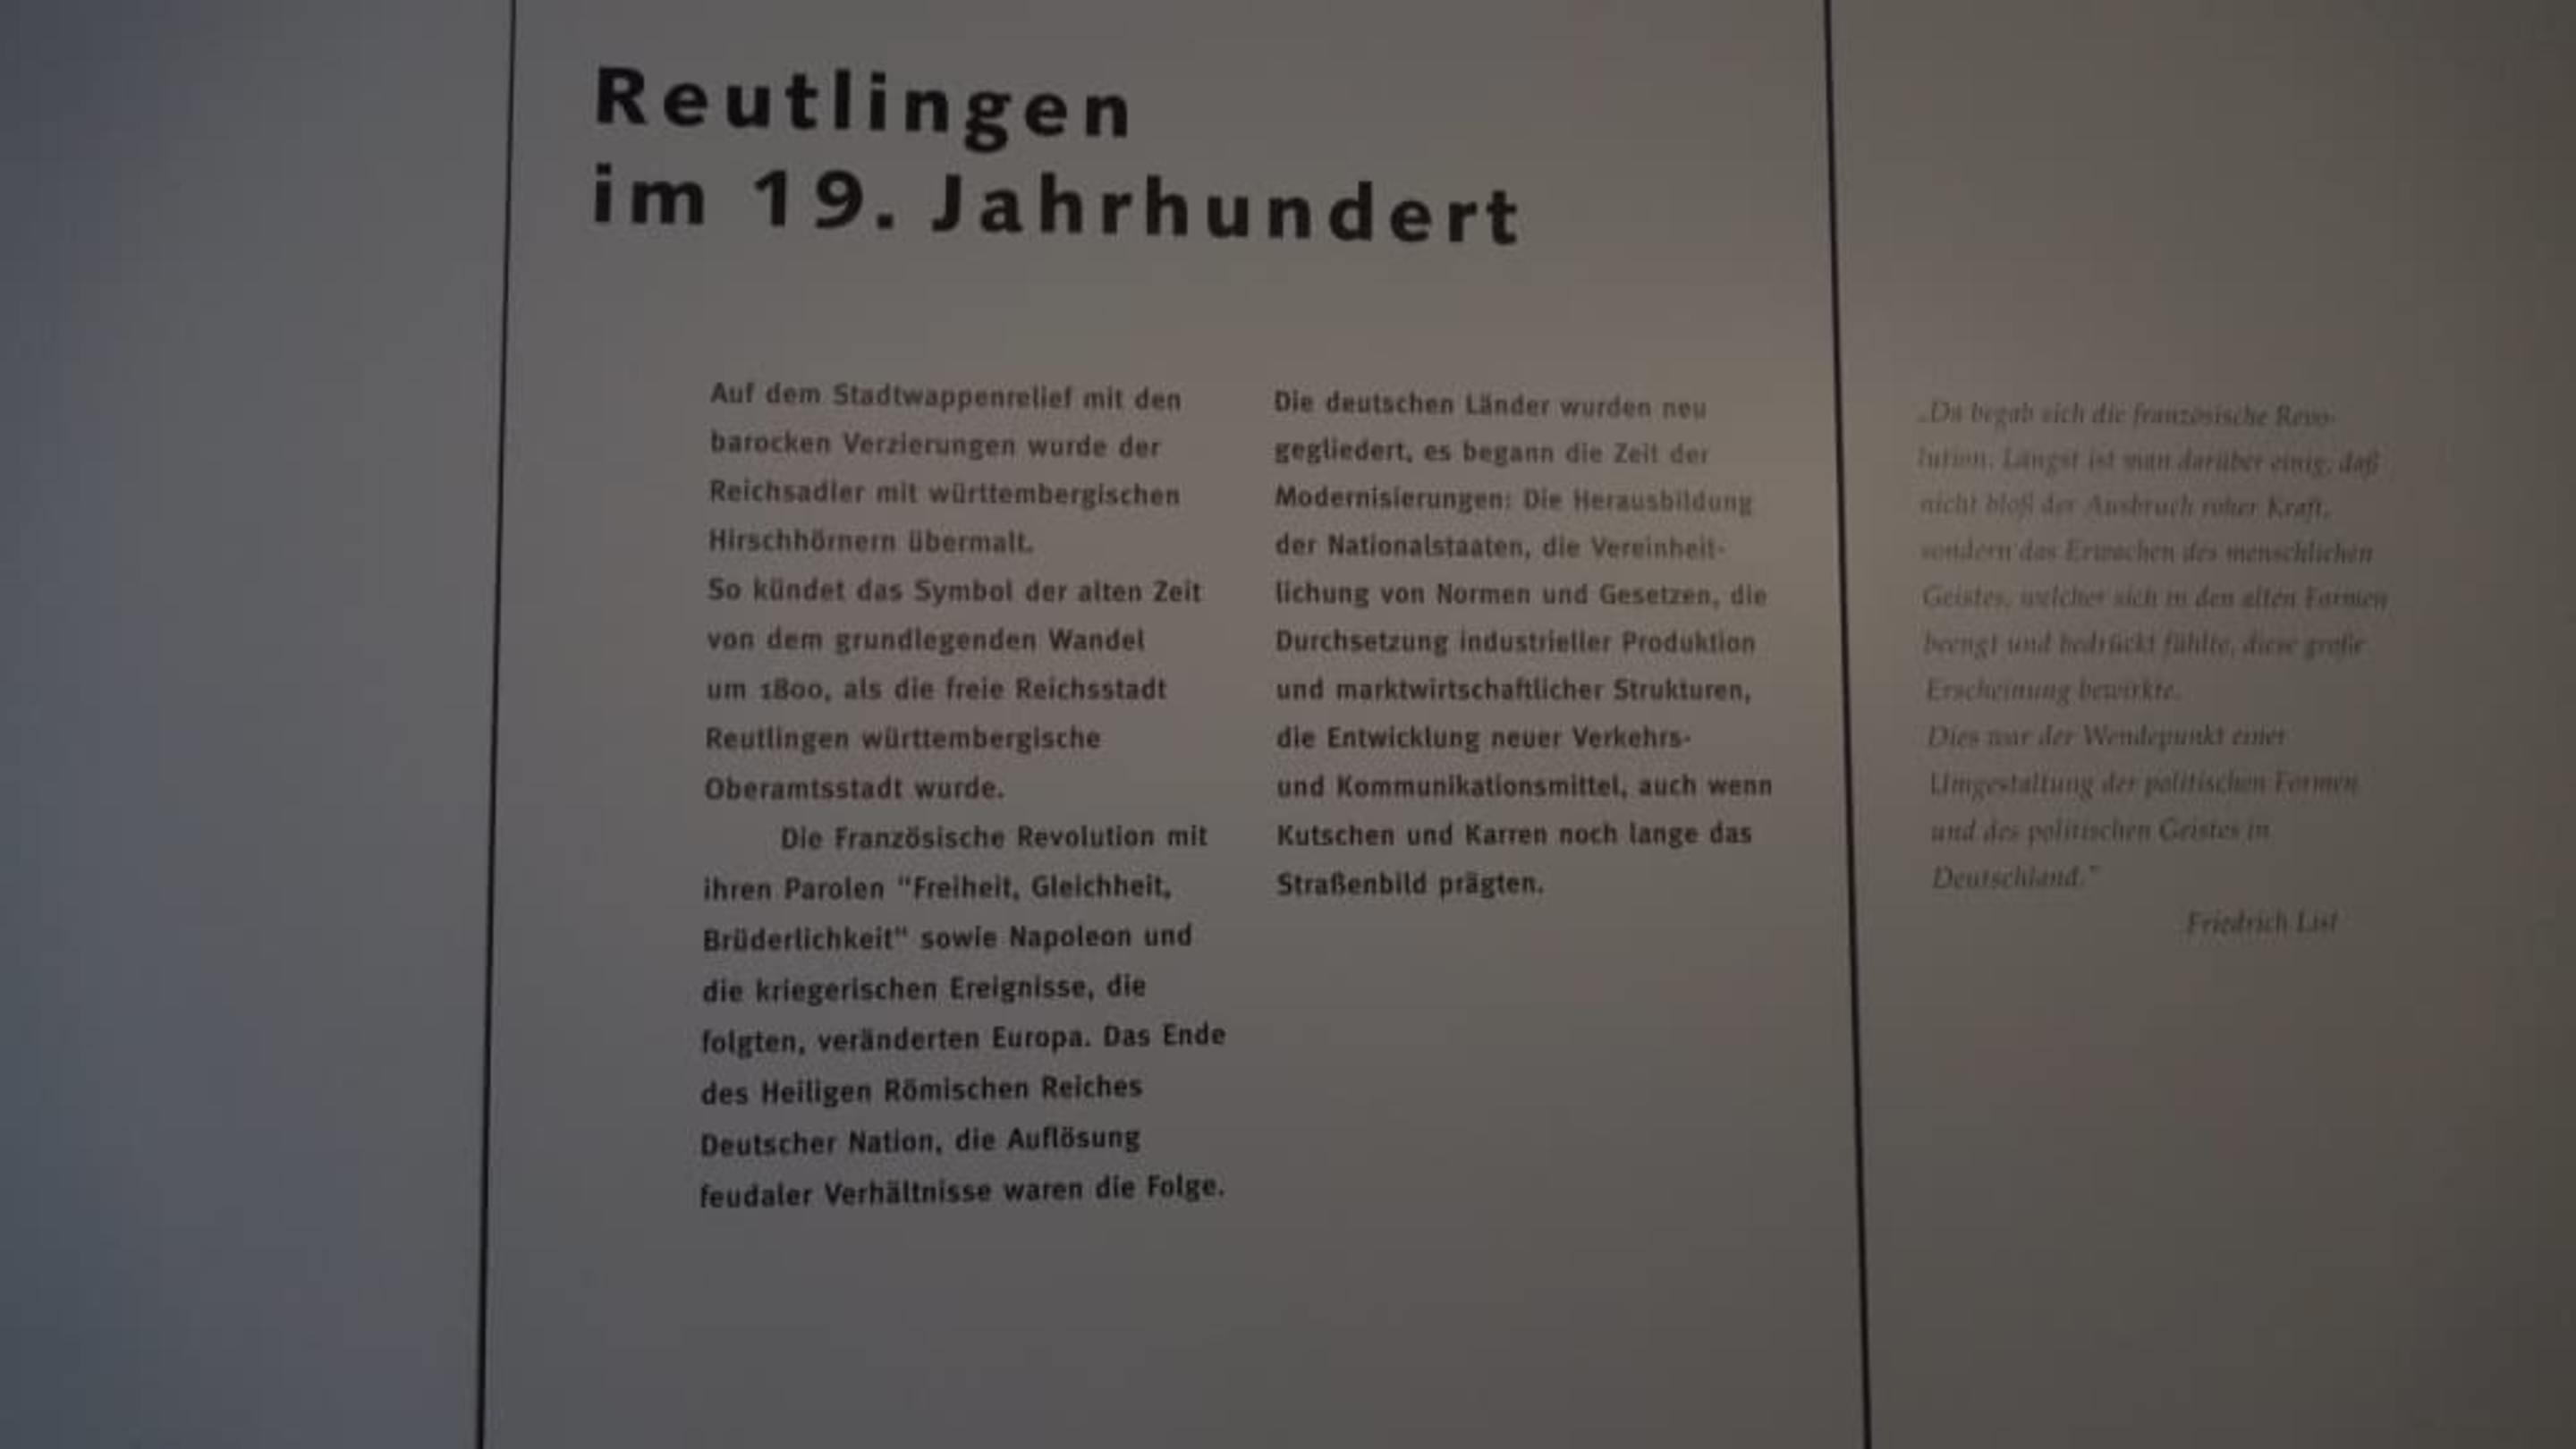 Reutlingen
im 19. Jahrhundert
Auf dem Stadtwappenrelief mit den
barocken Verzierungen wurde der
Reichsadler mit württembergischen
Hirschhörnern übermalt.
So kündet das Symbol der alten Zeit
von dem grundlegenden Wandel
um 1800, als die freie Reichsstadt
Reutlingen württembergische
Oberamtsstadt wurde.
Die Französische Revolution mit
ihren Parolen "Freiheit, Gleichheit,
Brüderlichkeit" sowie Napoleon und
die kriegerischen Ereignisse, die
folgten, veränderten Europa. Das Ende
des Heiligen Römischen Reiches
Deutscher Nation, die Auflösung
feudaler Verhältnisse waren die Folge.
Die deutschen Länder wurden neu
gegliedert, es begann die Zeit der
Modernisierungen: Die Herausbildung
der Nationalstaaten, die Vereinheit-
lichung von Normen und Gesetzen, die
Durchsetzung industrieller Produktion
und marktwirtschaftlicher Strukturen,
die Entwicklung neuer Verkehrs-
und Kommunikationsmittel, auch wenn
Kutschen und Karren noch lange das
Straßenbild prägten.
„Da begab sich die französische Revo-
lution. Längst ist man darüber einig, daß
nicht bloß der Ausbruch roher Kraft,
sondern das Erwachen des menschlichen
Geistes, welcher sich in den alten Formen
beengt und bedrückt fühlte, diese große
Erscheinung bewirkte.
Dies war der Wendepunkt einer
Umgestaltung der politischen Formen
und des politischen Geistes in
Deutschland."
Friedrich List